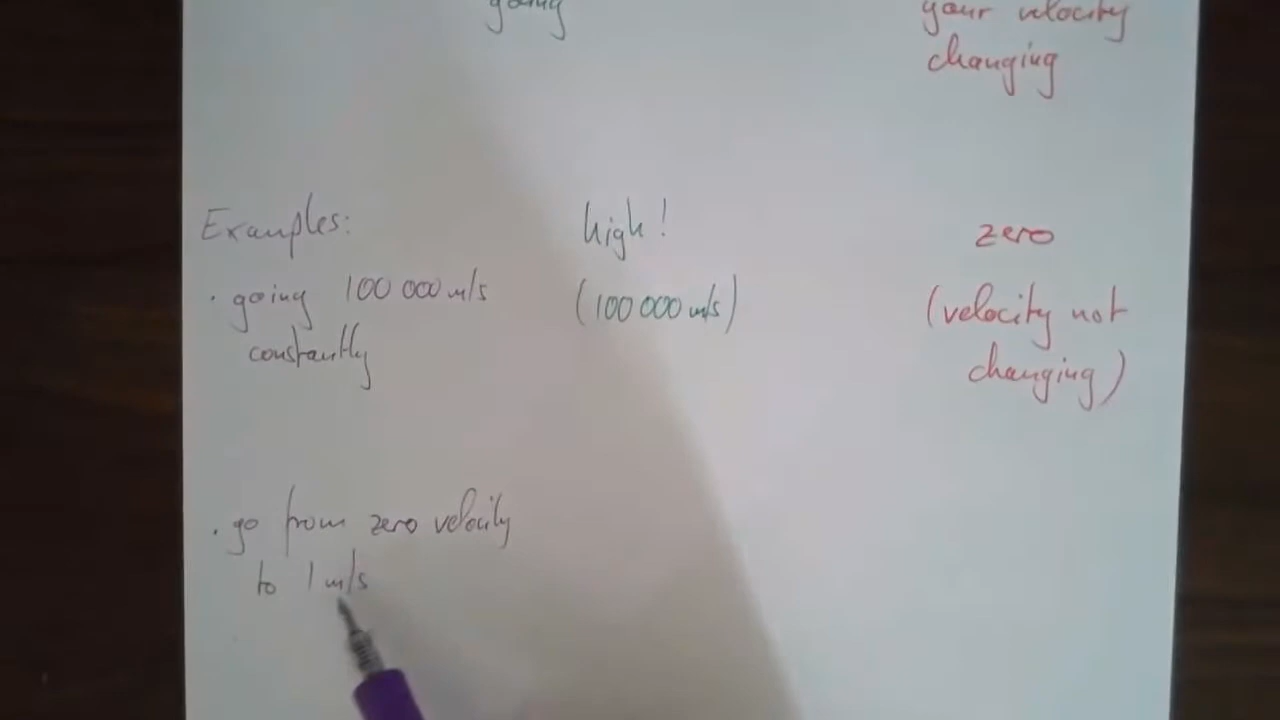 going
your velocity
changing
Examples:
· going 100 000 m/s
constantly
high!
(100 000 m/s)
zero
(velocity not
changing)
· go from zero velocity
to 1 m/s